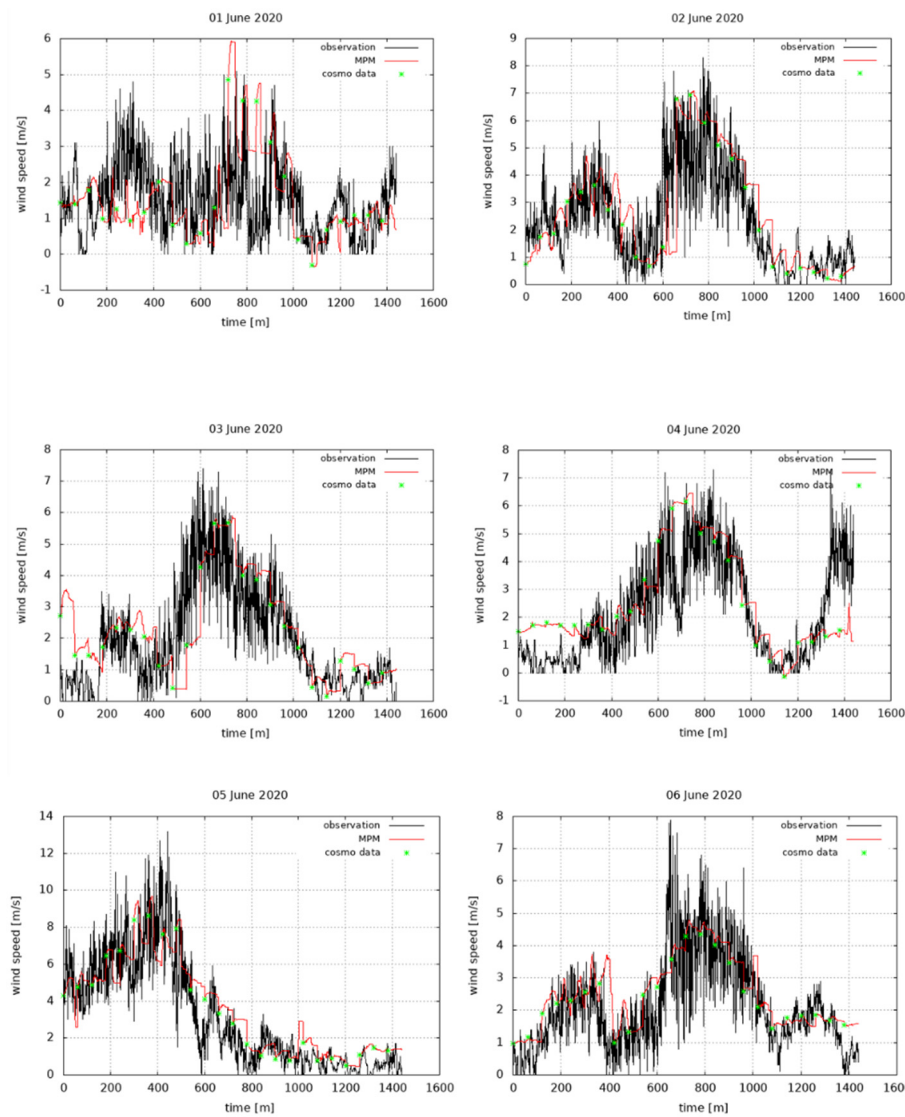 01 June 2020
6
5
4
3
2
1
0
-1
wind speed [m/s]
observation
MPM
cosmo data
0 200 400 600 800 1000 1200 1400 1600
time [m]
02 June 2020
9
8
7
6
5
4
3
2
1
0
wind speed [m/s]
observation
MPM
cosmo data
0 200 400 600 800 1000 1200 1400 1600
time [m]
03 June 2020
8
7
6
5
4
3
2
1
0
wind speed [m/s]
observation
MPM
cosmo data
0 200 400 600 800 1000 1200 1400 1600
time [m]
04 June 2020
8
7
6
5
4
3
2
1
0
-1
wind speed [m/s]
observation
MPM
cosmo data
0 200 400 600 800 1000 1200 1400 1600
time [m]
05 June 2020
14
12
10
8
6
4
2
0
wind speed [m/s]
observation
MPM
cosmo data
0 200 400 600 800 1000 1200 1400 1600
time [m]
06 June 2020
8
7
6
5
4
3
2
1
0
wind speed [m/s]
observation
MPM
cosmo data
0 200 400 600 800 1000 1200 1400 1600
time [m]